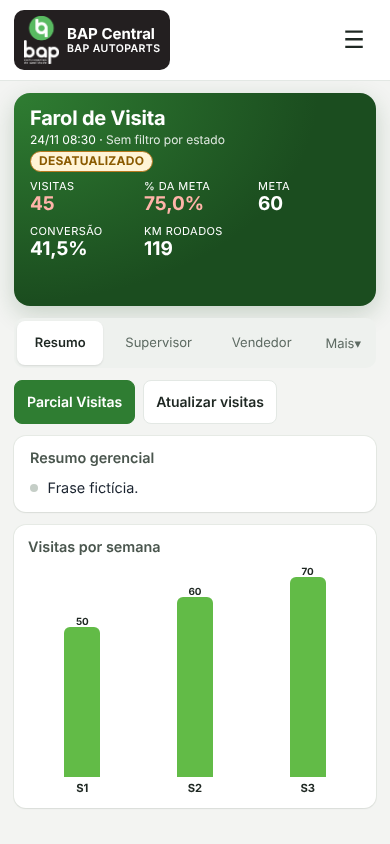 bap
BAP Central
BAP AUTOPARTS
☰
Farol de Visita
24/11 08:30 · Sem filtro por estado
DESATUALIZADO
VISITAS % DA META META
45 75,0% 60
CONVERSÃO KM RODADOS
41,5% 119
Resumo Supervisor Vendedor Mais▾
Parcial Visitas Atualizar visitas
Resumo gerencial
Frase fictícia.
Visitas por semana
50 60 70
S1 S2 S3